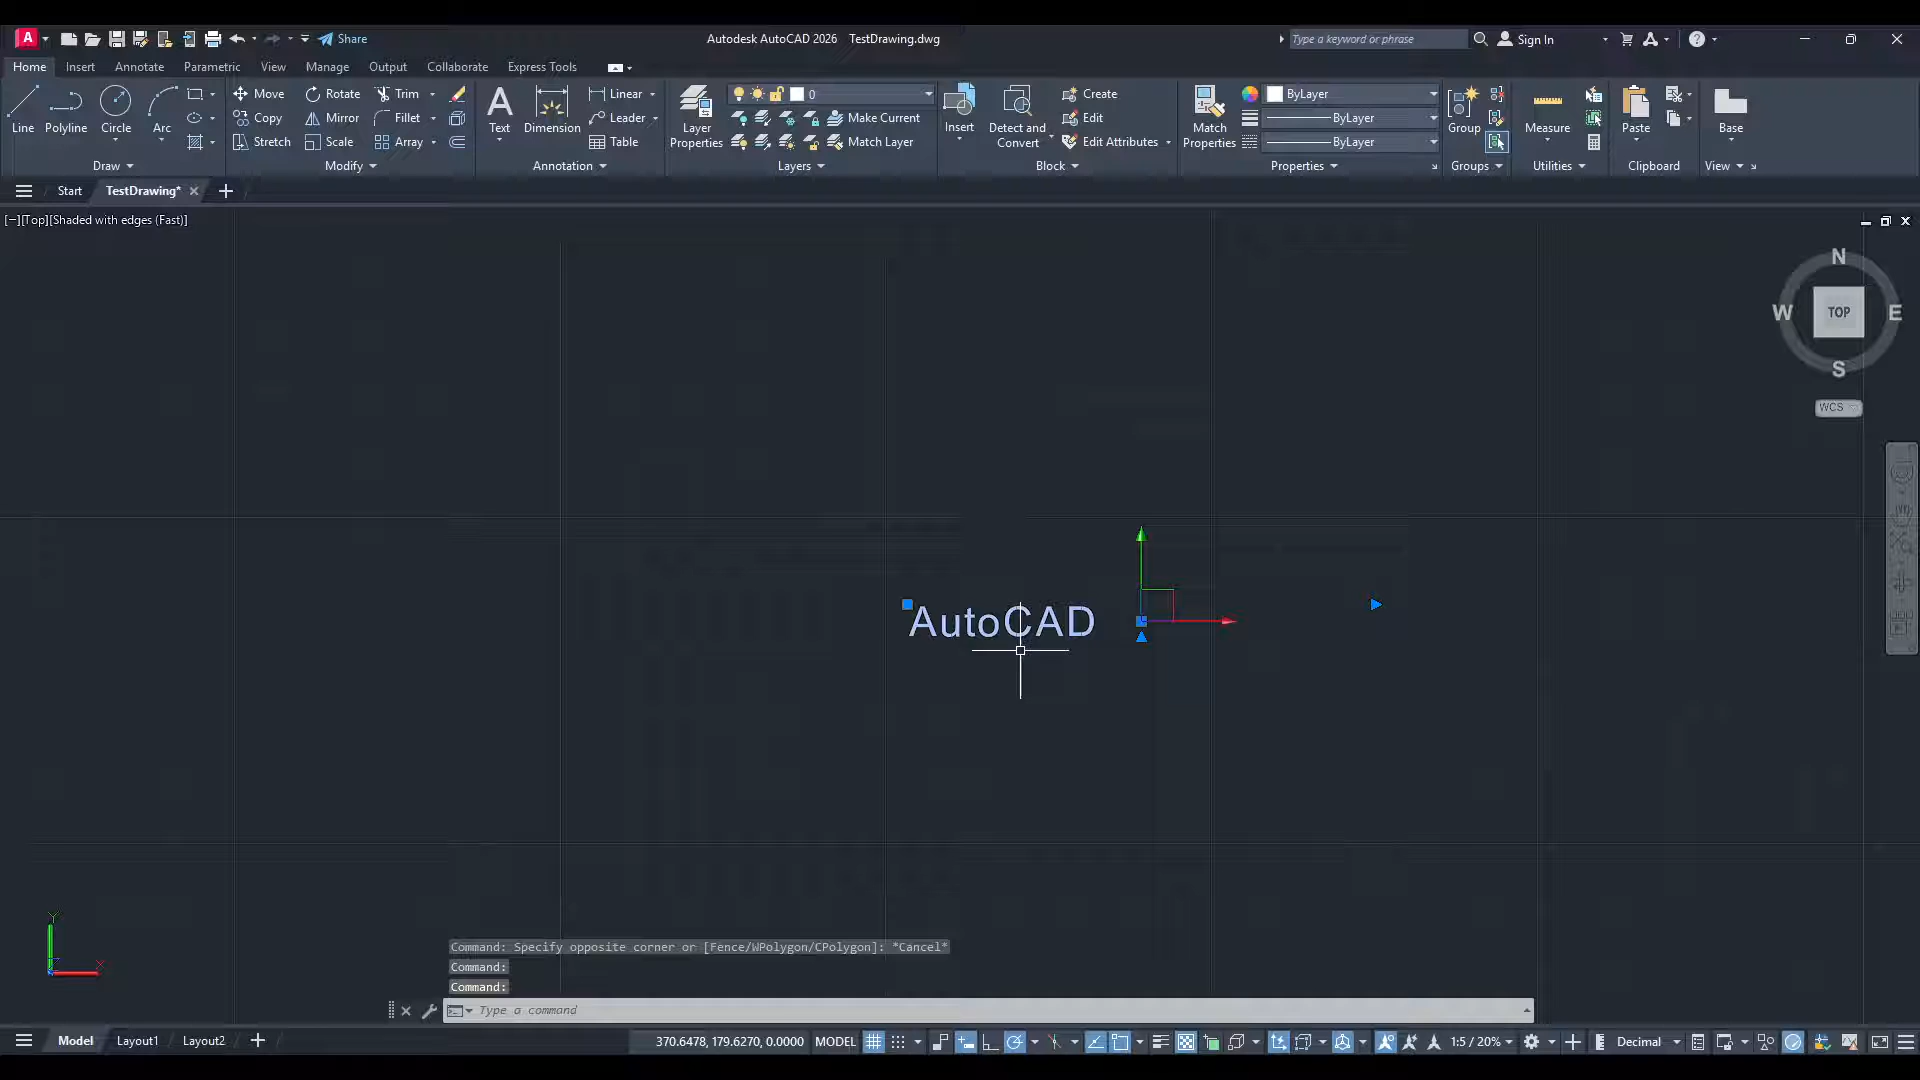 A Share Autodesk AutoCAD 2026 TestDrawing.dwg Type a keyword or phrase Sign In
Home Insert Annotate Parametric View Manage Output Collaborate Express Tools
Line Polyline Circle Arc
Move Rotate Trim
Copy Mirror Fillet
Stretch Scale Array
Text Dimension
Linear
Leader
Table
Layer Properties
0
Make Current
Match Layer
Insert Detect and Convert
Create
Edit
Edit Attributes
Match Properties
ByLayer
ByLayer
ByLayer
Group Measure Paste Base
Draw Modify Annotation Layers Block Properties Groups Utilities Clipboard View
Start TestDrawing*
[−][Top][Shaded with edges (Fast)]
N
W TOP E
S
WCS
AutoCAD
Y
X
Command: Specify opposite corner or [Fence/WPolygon/CPolygon]: *Cancel*
Command:
Command:
Type a command
Model Layout1 Layout2 370.6478, 179.6270, 0.0000 MODEL 1:5 / 20% Decimal